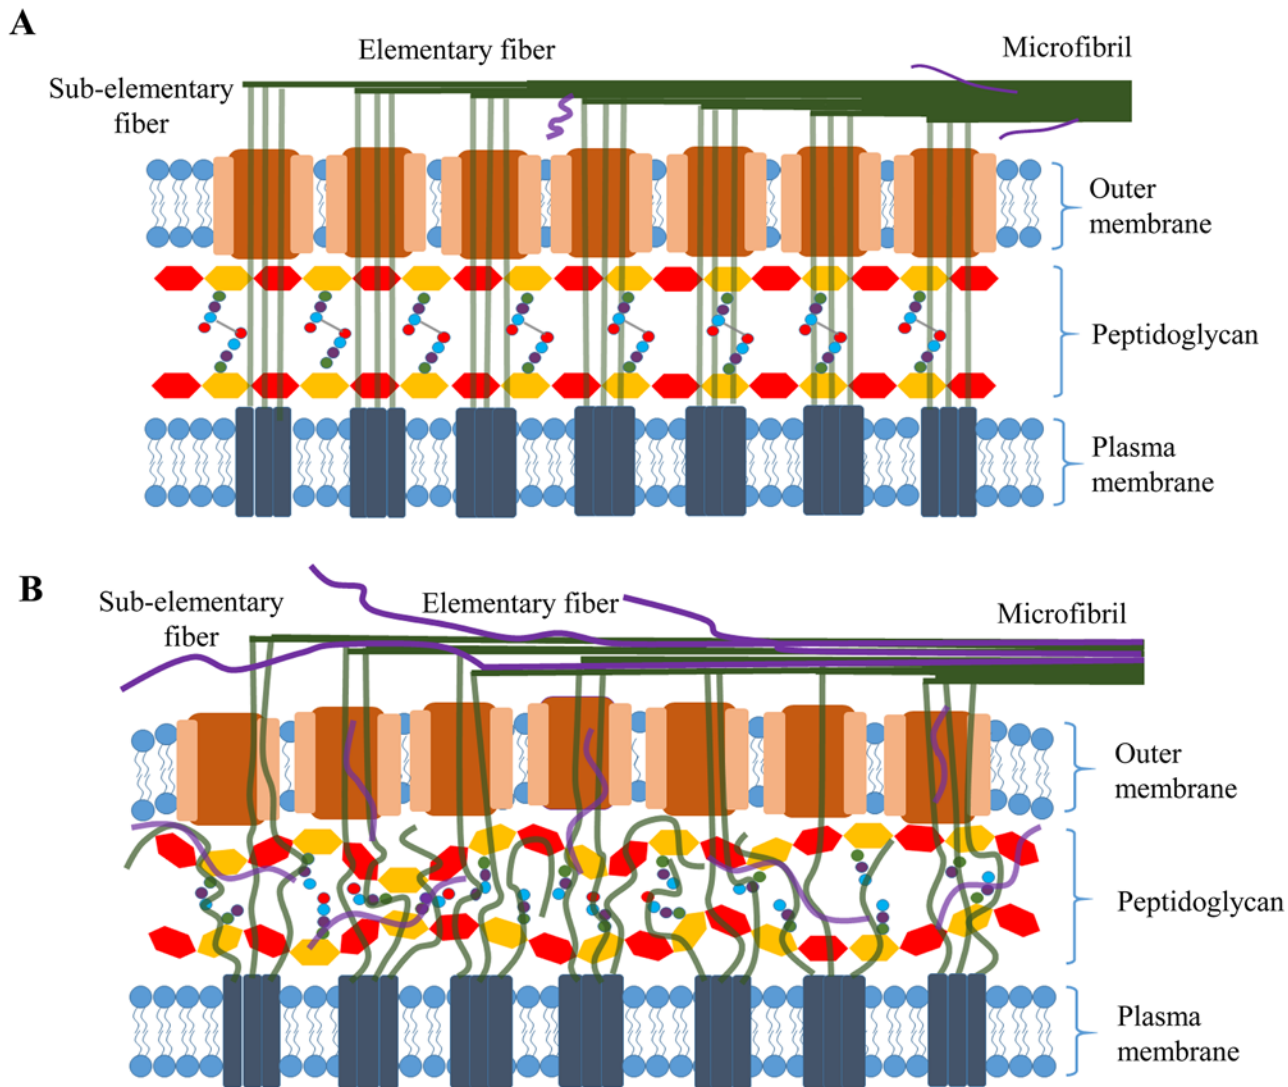 A
Elementary fiber
Microfibril
Sub-elementary
fiber
Outer
membrane
Peptidoglycan
Plasma
membrane
B
Sub-elementary
fiber
Elementary fiber
Microfibril
Outer
membrane
Peptidoglycan
Plasma
membrane